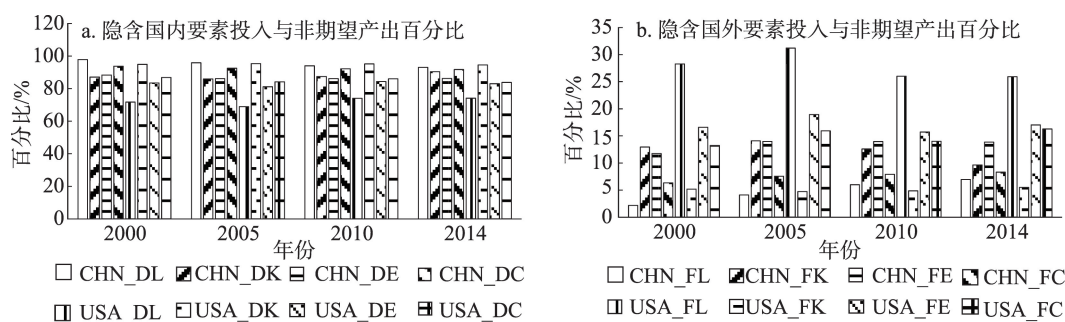 a. 隐含国内要素投入与非期望产出百分比
120
100
80
60
40
20
0
百分比/%
2000 2005 2010 2014
年份
CHN_DL CHN_DK CHN_DE CHN_DC
USA_DL USA_DK USA_DE USA_DC
b. 隐含国外要素投入与非期望产出百分比
35
30
25
20
15
10
5
0
百分比/%
2000 2005 2010 2014
年份
CHN_FL CHN_FK CHN_FE CHN_FC
USA_FL USA_FK USA_FE USA_FC